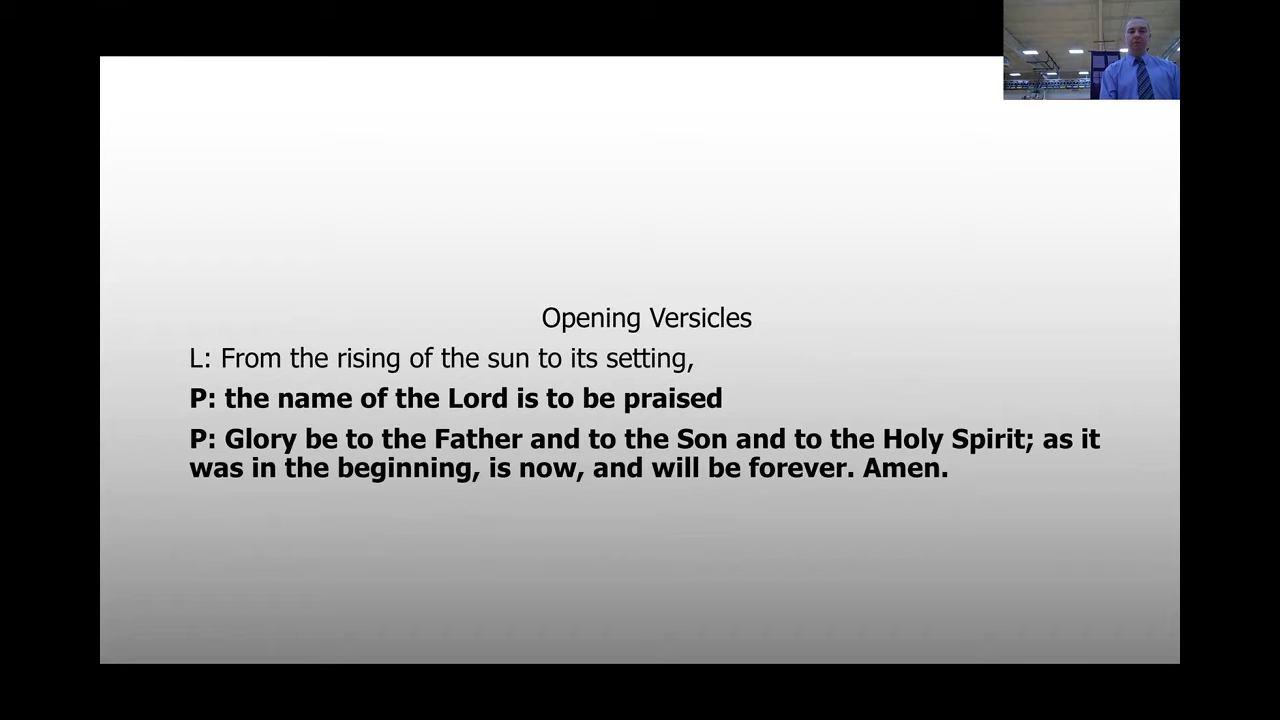 Opening Versicles
L: From the rising of the sun to its setting,
P: the name of the Lord is to be praised
P: Glory be to the Father and to the Son and to the Holy Spirit; as it
was in the beginning, is now, and will be forever. Amen.